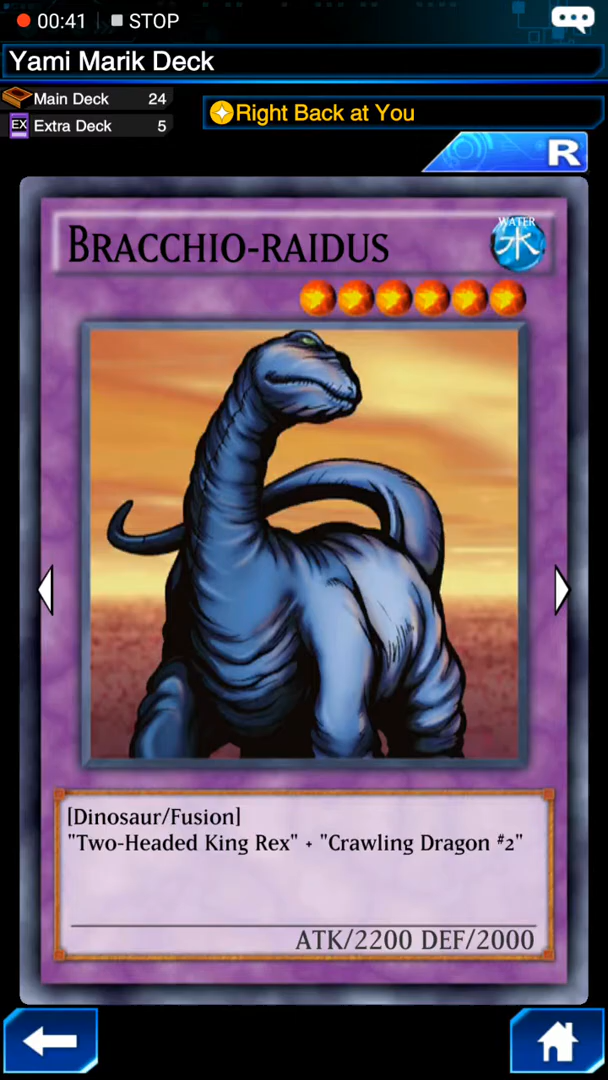 00:41 STOP
Yami Marik Deck
Main Deck 24
EX Extra Deck 5
Right Back at You
R
BRACCHIO-RAIDUS
WATER
水
[Dinosaur/Fusion]
"Two-Headed King Rex" + "Crawling Dragon #2"
ATK/2200 DEF/2000